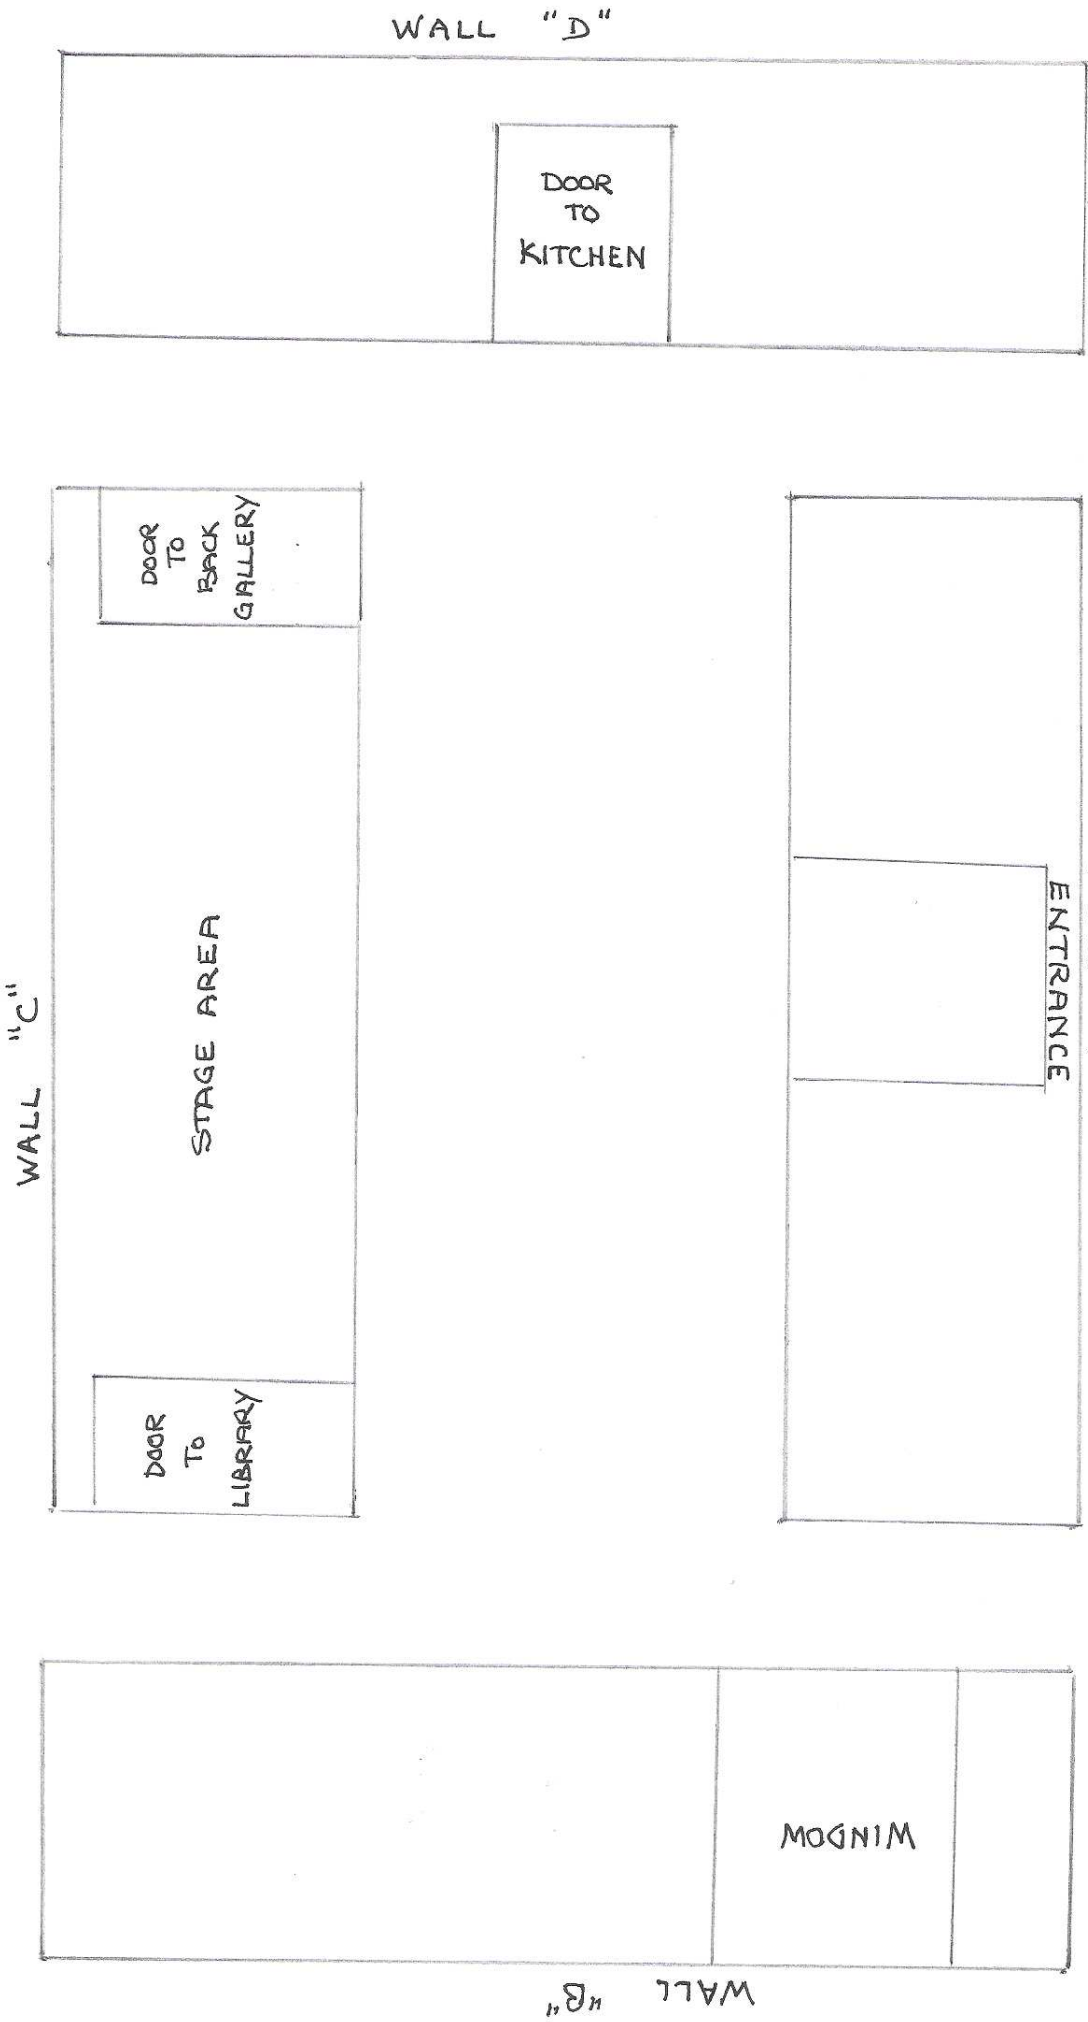 WALL "D"
DOOR
TO
KITCHEN
DOOR
TO
BACK
GALLERY
WALL "C"
STAGE AREA
ENTRANCE
DOOR
TO
LIBRARY
WINDOW
WALL "B"